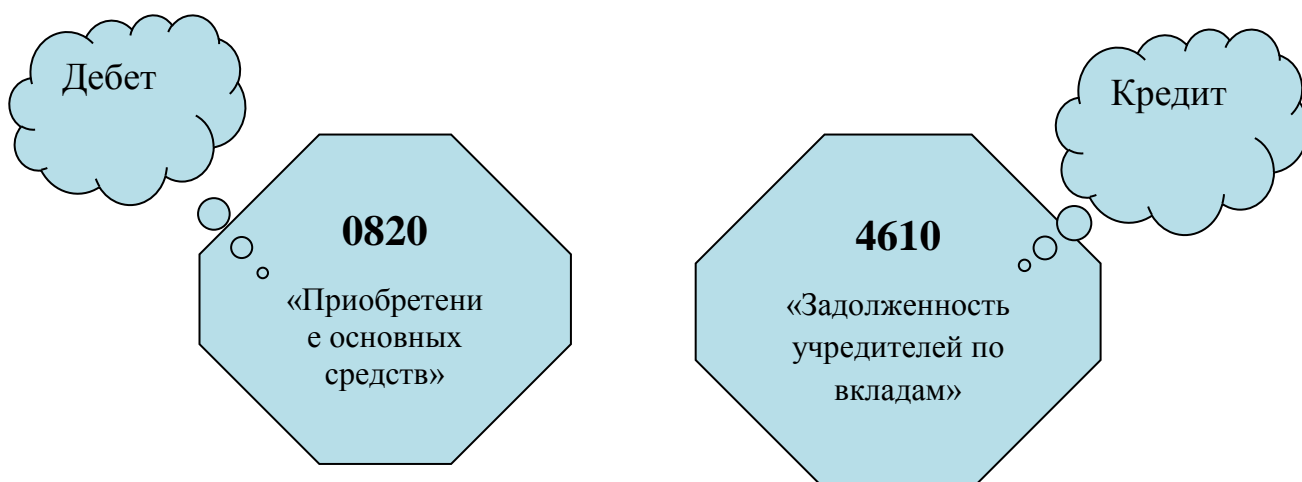 Дебет
Кредит
0820
«Приобретени
е основных
средств»
4610
«Задолженность
учредителей по
вкладам»